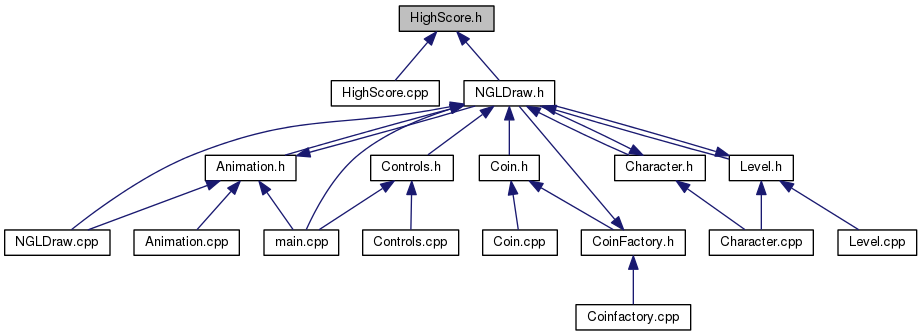 HighScore.h
HighScore.cpp
NGLDraw.h
Animation.h
Controls.h
Coin.h
Character.h
Level.h
NGLDraw.cpp
Animation.cpp
main.cpp
Controls.cpp
Coin.cpp
CoinFactory.h
Character.cpp
Level.cpp
Coinfactory.cpp